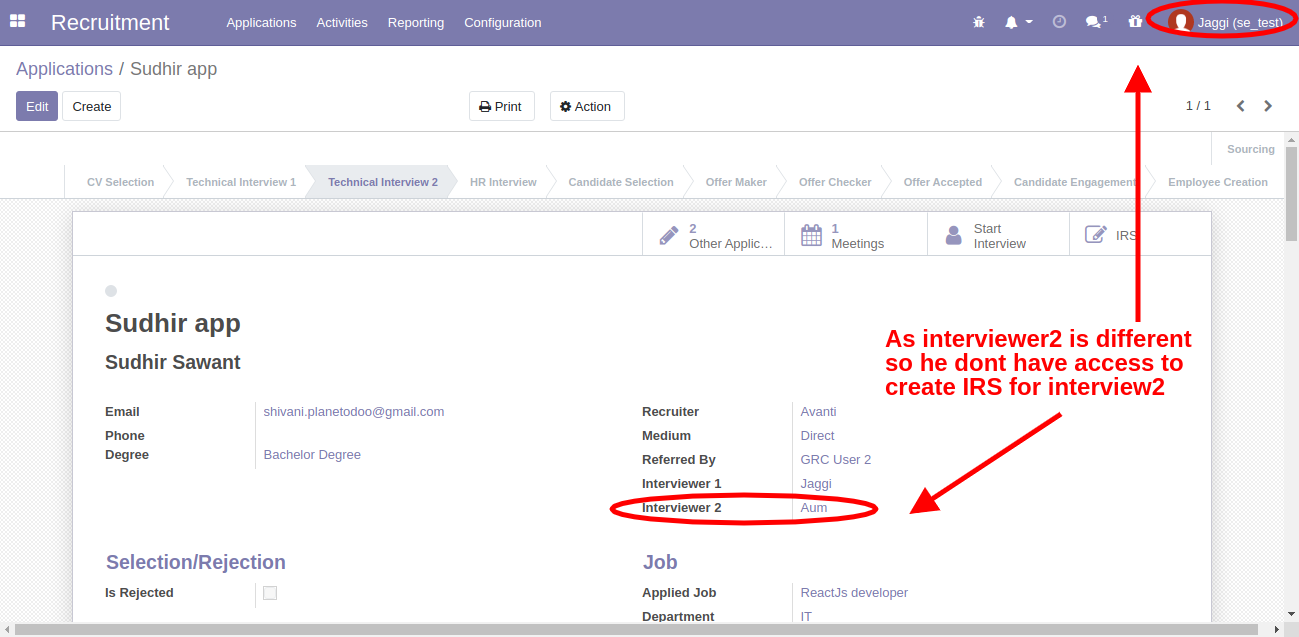 Recruitment Applications Activities Reporting Configuration 1 Jaggi (se_test)
Applications / Sudhir app
Edit Create Print Action 1 / 1
Sourcing
CV Selection Technical Interview 1 Technical Interview 2 HR Interview Candidate Selection Offer Maker Offer Checker Offer Accepted Candidate Engagement Employee Creation
2 Other Applic...
1 Meetings
Start Interview
IRS
Sudhir app
Sudhir Sawant
As interviewer2 is different
so he dont have access to
create IRS for interview2
Email shivani.planetodoo@gmail.com
Phone
Degree Bachelor Degree
Recruiter Avanti
Medium Direct
Referred By GRC User 2
Interviewer 1 Jaggi
Interviewer 2 Aum
Selection/Rejection
Is Rejected
Job
Applied Job ReactJs developer
Department IT